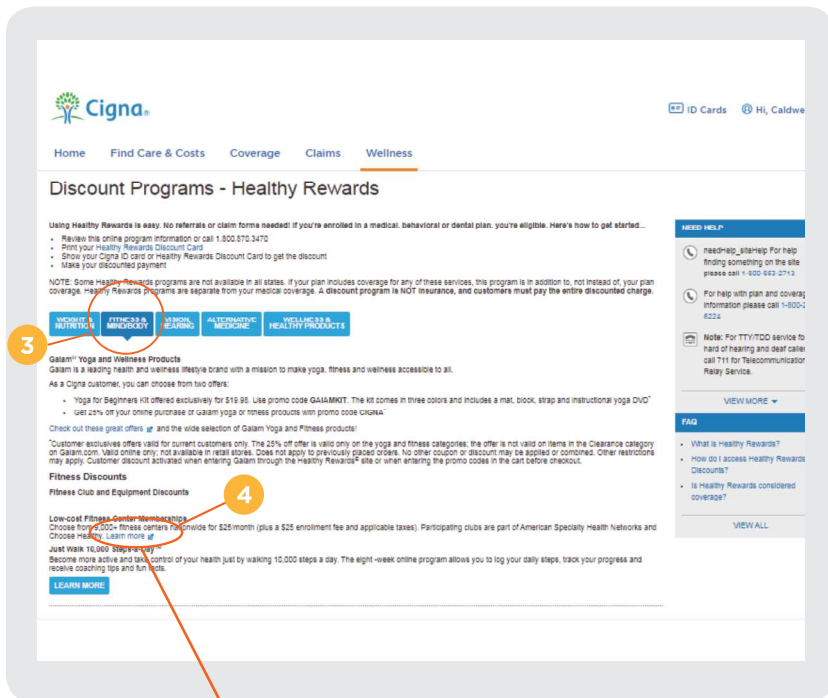 Cigna®
ID Cards Hi, Caldwe
Home Find Care & Costs Coverage Claims Wellness
Discount Programs - Healthy Rewards
Using Healthy Rewards is easy. No referrals or claim forms needed! If you're enrolled in a medical, behavioral or dental plan, you're eligible. Here's how to get started...
• Review this online program information or call 1.800.870.3470
• Print your Healthy Rewards Discount Card
• Show your Cigna ID card or Healthy Rewards Discount Card to get the discount
• Make your discounted payment
NOTE: Some Healthy Rewards programs are not available in all states. If your plan includes coverage for any of these services, this program is in addition to, not instead of, your plan
coverage. Healthy Rewards programs are separate from your medical coverage. A discount program is NOT insurance, and customers must pay the entire discounted charge.
WEIGHT & NUTRITION
FITNESS & MIND/BODY
VISION, HEARING
ALTERNATIVE MEDICINE
WELLNESS & HEALTHY PRODUCTS
3
Gaiam Yoga and Wellness Products
Gaiam is a leading health and wellness lifestyle brand with a mission to make yoga, fitness and wellness accessible to all.
As a Cigna customer, you can choose from two offers:
• Yoga for Beginners Kit offered exclusively for $19.98. Use promo code GAIAMKIT. The kit comes in three colors and includes a mat, block, strap and instructional yoga DVD*
• Get 25% off your online purchase of Gaiam yoga or fitness products with promo code CIGNA*
Check out these great offers and the wide selection of Gaiam Yoga and Fitness products!
*Customer exclusives offers valid for current customers only. The 25% off offer is valid only on the yoga and fitness categories; the offer is not valid on items in the Clearance category
on Gaiam.com. Valid online only; not available in retail stores. Does not apply to previously placed orders. No other coupon or discount may be applied or combined. Other restrictions
may apply. Customer discount activated when entering Gaiam through the Healthy Rewards® site or when entering the promo codes in the cart before checkout.
Fitness Discounts
Fitness Club and Equipment Discounts
4
Low-cost Fitness Center Memberships
Choose from 9,000+ fitness centers nationwide for $25/month (plus a $25 enrollment fee and applicable taxes). Participating clubs are part of American Specialty Health Networks and
Choose Healthy. Learn more
Just Walk 10,000 Steps-a-Day
Become more active and take control of your health just by walking 10,000 steps a day. The eight -week online program allows you to log your daily steps, track your progress and
receive coaching tips and fun facts.
LEARN MORE
NEED HELP
needHelp_siteHelp For help
finding something on the site
please call 1-800-853-2713
For help with plan and coverag
information please call 1-800-2
6224
Note: For TTY/TDD service fo
hard of hearing and deaf caller
call 711 for Telecommunication
Relay Service.
VIEW MORE
FAQ
• What is Healthy Rewards?
• How do I access Healthy Rewards
Discounts?
• Is Healthy Rewards considered
coverage?
VIEW ALL